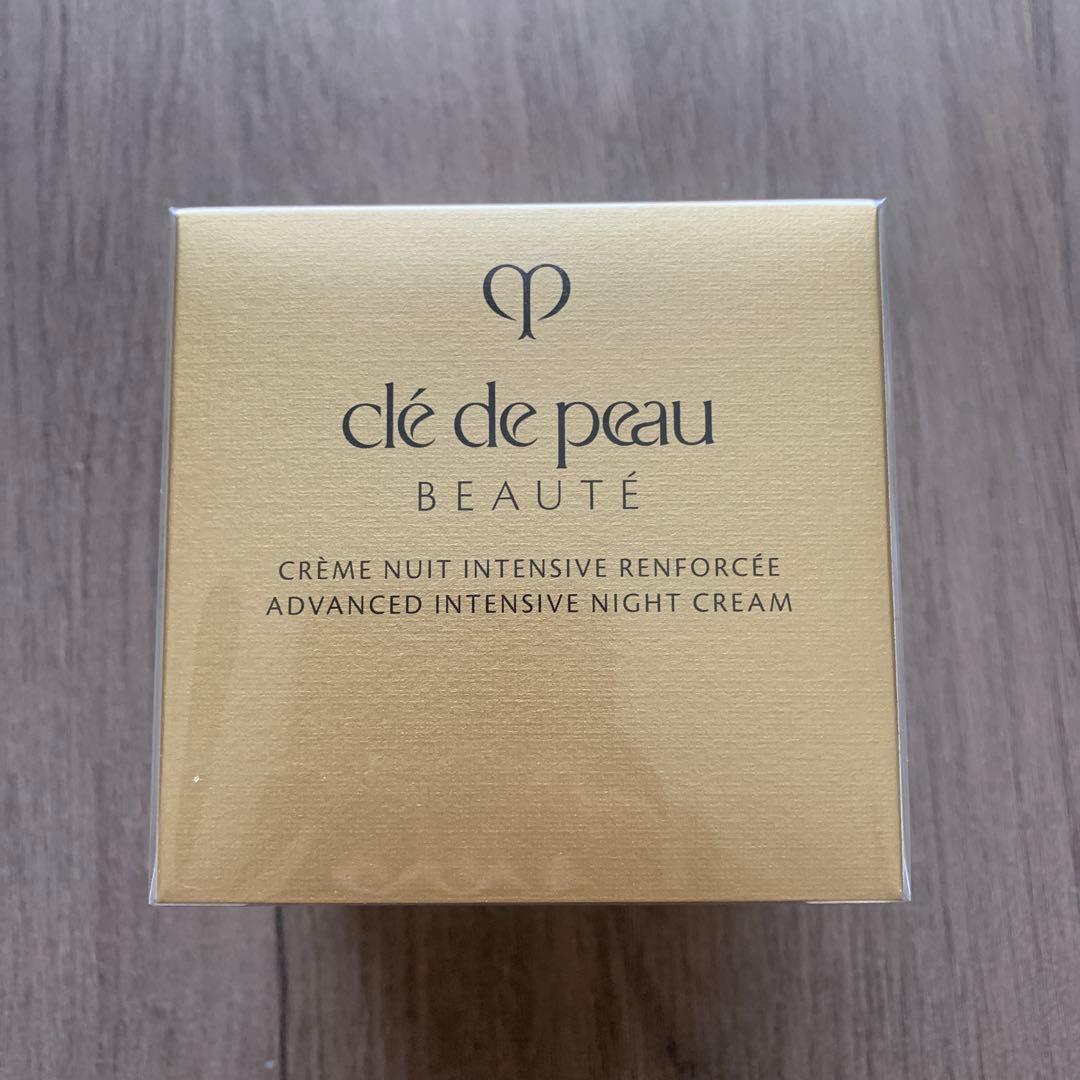 clé de peau
BEAUTÉ
CRÈME NUIT INTENSIVE RENFORCÉE
ADVANCED INTENSIVE NIGHT CREAM